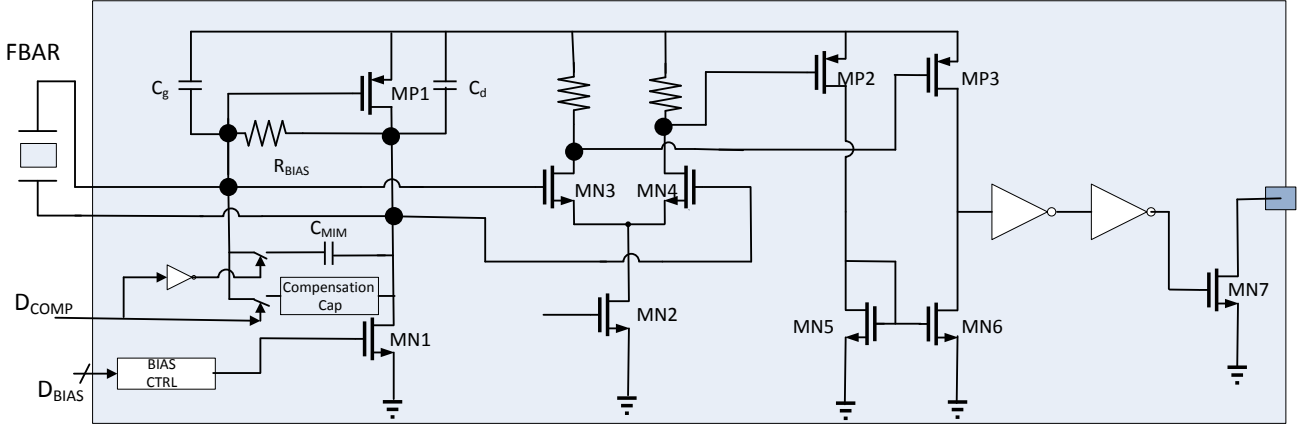 FBAR
Cg
MP1
Cd
MP2
MP3
RBIAS
MN3
MN4
CMIM
Compensation
Cap
DCOMP
MN1
MN2
MN5
MN6
MN7
BIAS
CTRL
DBIAS